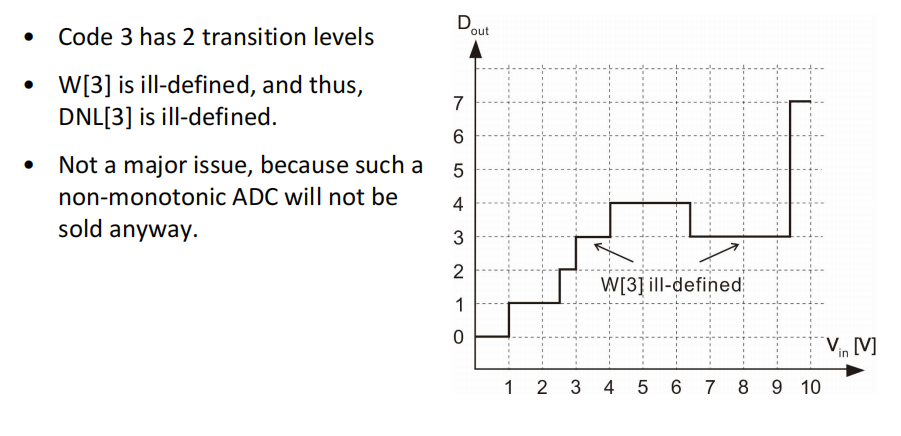 • Code 3 has 2 transition levels
• W[3] is ill-defined, and thus,
DNL[3] is ill-defined.
• Not a major issue, because such a
non-monotonic ADC will not be
sold anyway.
Dout
7
6
5
4
3
2
1
0
W[3] ill-defined
Vin [V]
1 2 3 4 5 6 7 8 9 10